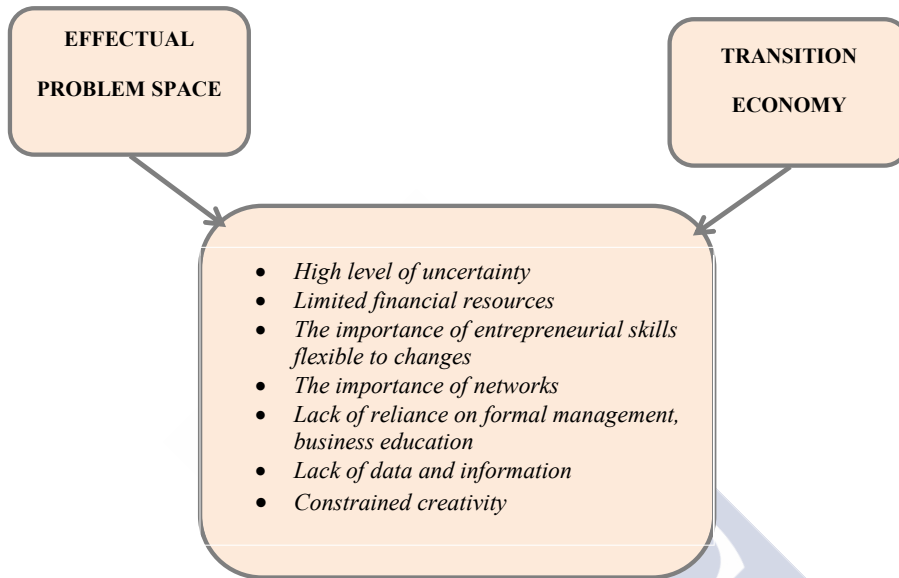 EFFECTUAL
PROBLEM SPACE
TRANSITION
ECONOMY
• High level of uncertainty
• Limited financial resources
• The importance of entrepreneurial skills
flexible to changes
• The importance of networks
• Lack of reliance on formal management,
business education
• Lack of data and information
• Constrained creativity